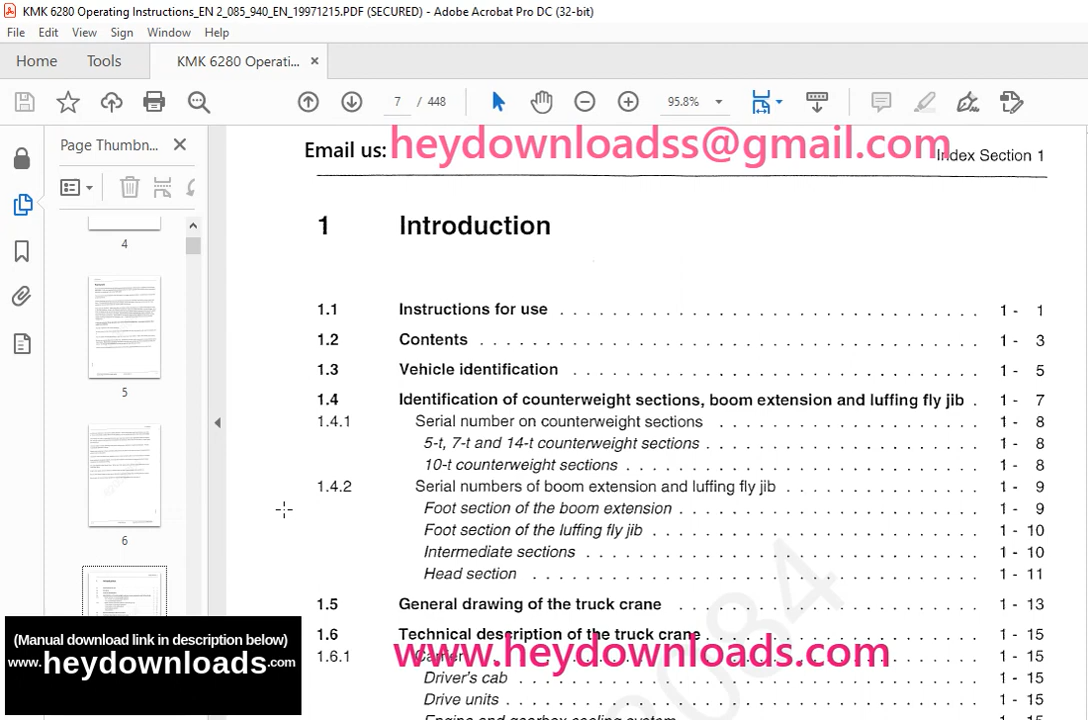 KMK 6280 Operating Instructions_EN 2_085_940_EN_19971215.PDF (SECURED) - Adobe Acrobat Pro DC (32-bit)
File Edit View Sign Window Help
Home Tools KMK 6280 Operati... ×
7 / 448 95.8%
Page Thumbn... ×
4
5
6
Email us: heydownloadss@gmail.com
Index Section 1
1 Introduction
1.1 Instructions for use . . . . . . . . . . . . . . . . . . . . 1 - 1
1.2 Contents . . . . . . . . . . . . . . . . . . . . 1 - 3
1.3 Vehicle identification . . . . . . . . . . . . . . . . . . . . 1 - 5
1.4 Identification of counterweight sections, boom extension and luffing fly jib . 1 - 7
1.4.1 Serial number on counterweight sections . . . . . . . . . . . . . 1 - 8
5-t, 7-t and 14-t counterweight sections . . . . . . . . . . . . . 1 - 8
10-t counterweight sections . . . . . . . . . . . . . . . . 1 - 8
1.4.2 Serial numbers of boom extension and luffing fly jib . . . . . . . . . . 1 - 9
Foot section of the boom extension . . . . . . . . . . . . . . 1 - 9
Foot section of the luffing fly jib . . . . . . . . . . . . . . . 1 - 10
Intermediate sections . . . . . . . . . . . . . . . . . 1 - 10
Head section . . . . . . . . . . . . . . . . . . . 1 - 11
1.5 General drawing of the truck crane . . . . . . . . . . . . . . 1 - 13
1.6 Technical description of the truck crane . . . . . . . . . . . . . 1 - 15
1.6.1 Carrier . . . . . . . . . . . . . . . . . . . . 1 - 15
www.heydownloads.com
Driver's cab . . . . . . . . . . . . . . . . . . . 1 - 15
Drive units . . . . . . . . . . . . . . . . . . . . 1 - 15
Engine and gearbox cooling system
(Manual download link in description below)
www.heydownloads.com